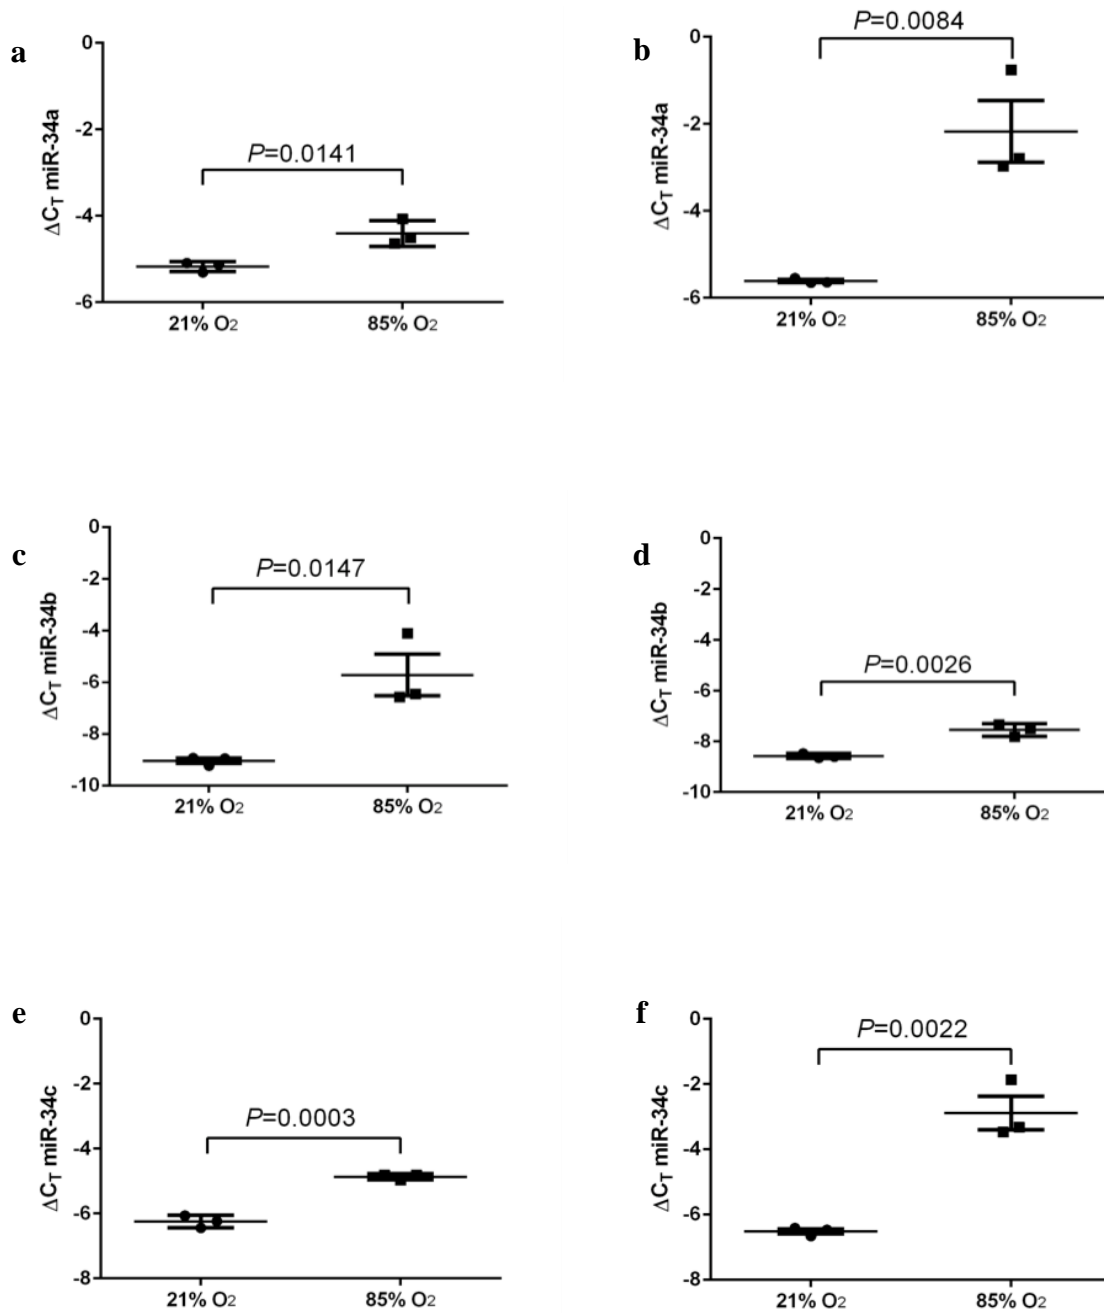 a
0
-2
-4
-6
ΔCT miR-34a
P=0.0141
21% O2
85% O2
b
0
-2
-4
-6
ΔCT miR-34a
P=0.0084
21% O2
85% O2
c
0
-2
-4
-6
-8
-10
ΔCT miR-34b
P=0.0147
21% O2
85% O2
d
0
-2
-4
-6
-8
-10
ΔCT miR-34b
P=0.0026
21% O2
85% O2
e
0
-2
-4
-6
-8
ΔCT miR-34c
P=0.0003
21% O2
85% O2
f
0
-2
-4
-6
-8
ΔCT miR-34c
P=0.0022
21% O2
85% O2